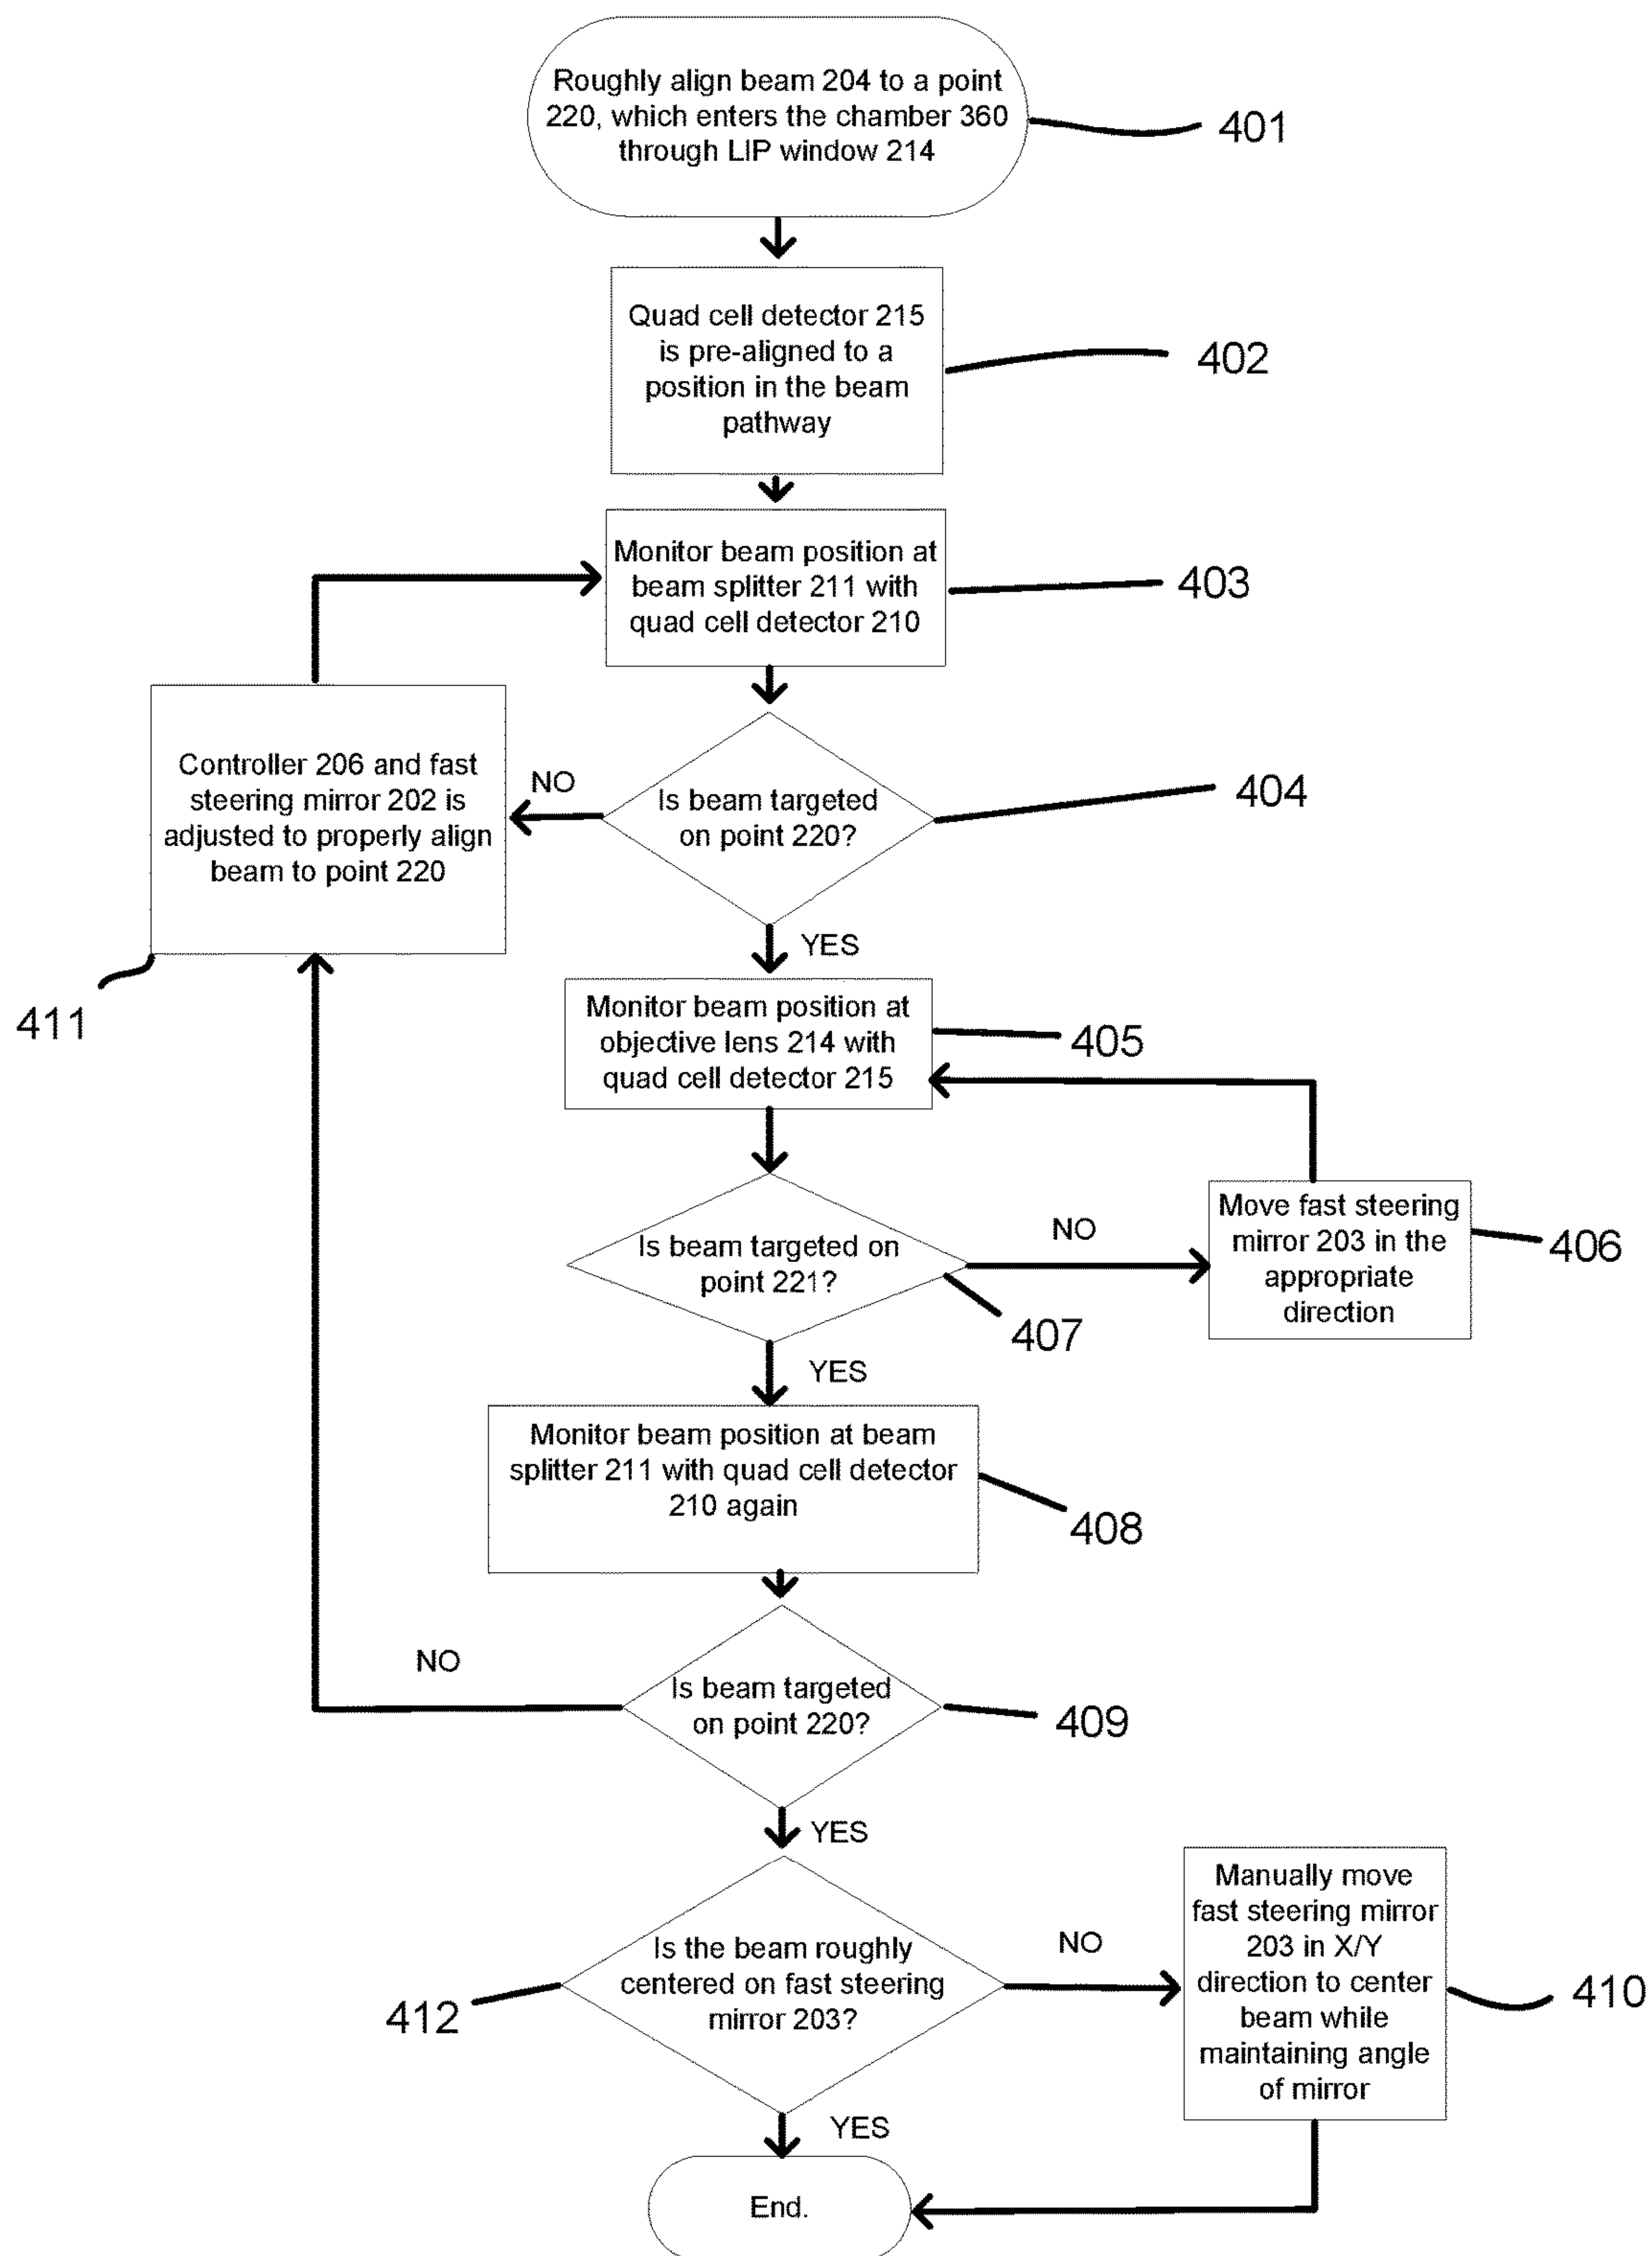 Roughly align beam 204 to a point
220, which enters the chamber 360
through LIP window 214
401
Quad cell detector 215
is pre-aligned to a
position in the beam
pathway
402
Monitor beam position at
beam splitter 211 with
quad cell detector 210
403
Controller 206 and fast
steering mirror 202 is
adjusted to properly align
beam to point 220
411
NO
Is beam targeted
on point 220?
404
YES
Monitor beam position at
objective lens 214 with
quad cell detector 215
405
Is beam targeted on
point 221?
407
NO
Move fast steering
mirror 203 in the
appropriate
direction
406
YES
Monitor beam position at beam
splitter 211 with quad cell detector
210 again
408
NO
Is beam targeted
on point 220?
409
YES
Is the beam roughly
centered on fast steering
mirror 203?
412
NO
Manually move
fast steering mirror
203 in X/Y
direction to center
beam while
maintaining angle
of mirror
410
YES
End.